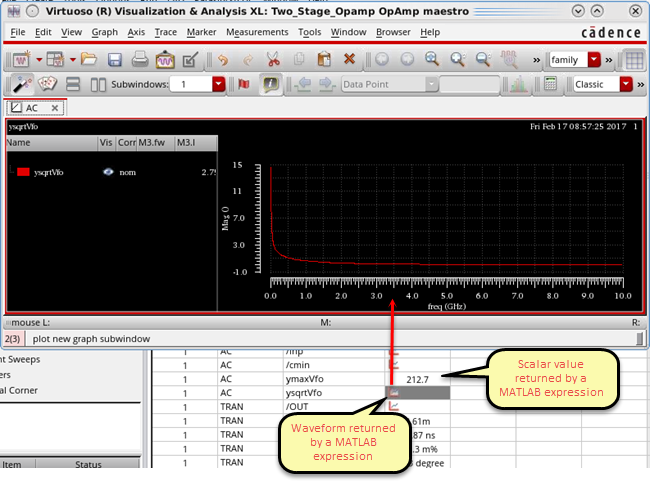 Virtuoso (R) Visualization & Analysis XL: Two_Stage_Opamp OpAmp maestro
File Edit View Graph Axis Trace Marker Measurements Tools Window Browser Help
cādence
family
Subwindows: 1
Data Point
Classic
AC
ysqrtVfo
Fri Feb 17 08:57:25 2017 1
Name Vis Corr M3.fw M3.l
ysqrtVfo nom 2.75
15
11
7.0
3.0
-1.0
Mag ()
0.0 1.0 2.0 3.0 4.0 5.0 6.0 7.0 8.0 9.0 10.0
freq (GHz)
mouse L: M: R:
2(3) plot new graph subwindow
nt Sweeps
ers
al Corner
Item Status
1 AC /inp
1 AC /cmin
1 AC ymaxVfo 212.7
1 AC ysqrtVfo
1 TRAN /OUT
1 TRAN .61m
1 TRAN .87 ns
1 TRAN .3 m%
1 TRAN degree
Scalar value
returned by a
MATLAB expression
Waveform returned
by a MATLAB
expression